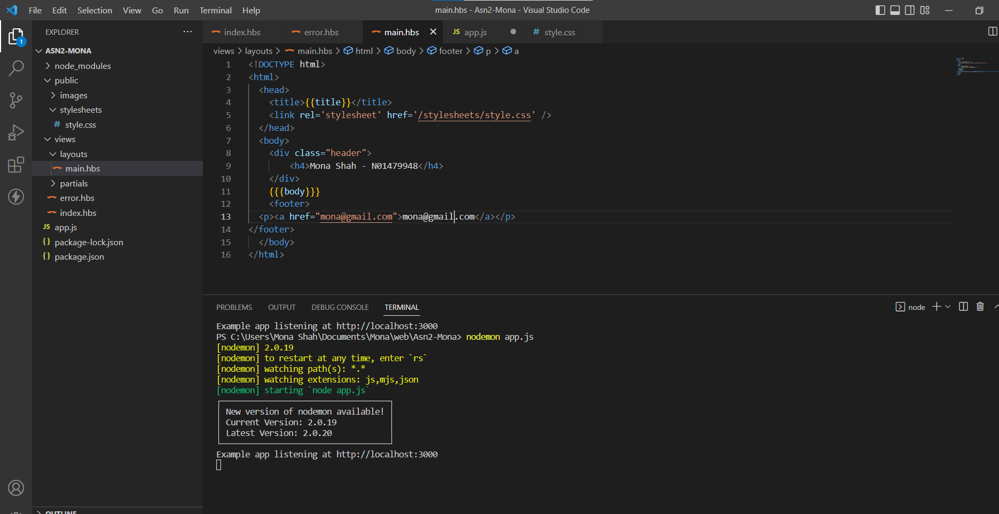 File Edit Selection View Go Run Terminal Help
main.hbs - Asn2-Mona - Visual Studio Code
EXPLORER
1
ASN2-MONA
node_modules
public
images
stylesheets
# style.css
views
layouts
main.hbs
partials
error.hbs
index.hbs
JS app.js
{} package-lock.json
{} package.json
OUTLINE
index.hbs error.hbs main.hbs JS app.js # style.css
views > layouts > main.hbs > html > body > footer > p > a
1 <!DOCTYPE html>
2 <html>
3 <head>
4 <title>{{title}}</title>
5 <link rel='stylesheet' href='/stylesheets/style.css' />
6 </head>
7 <body>
8 <div class="header">
9 <h4>Mona Shah - N01479948</h4>
10 </div>
11 {{{body}}}
12 <footer>
13 <p><a href="mona@gmail.com">mona@gmail.com</a></p>
14 </footer>
15 </body>
16 </html>
PROBLEMS OUTPUT DEBUG CONSOLE TERMINAL
node
Example app listening at http://localhost:3000
PS C:\Users\Mona Shah\Documents\Mona\web\Asn2-Mona> nodemon app.js
[nodemon] 2.0.19
[nodemon] to restart at any time, enter `rs`
[nodemon] watching path(s): *.*
[nodemon] watching extensions: js,mjs,json
[nodemon] starting `node app.js`
New version of nodemon available!
Current Version: 2.0.19
Latest Version: 2.0.20
Example app listening at http://localhost:3000